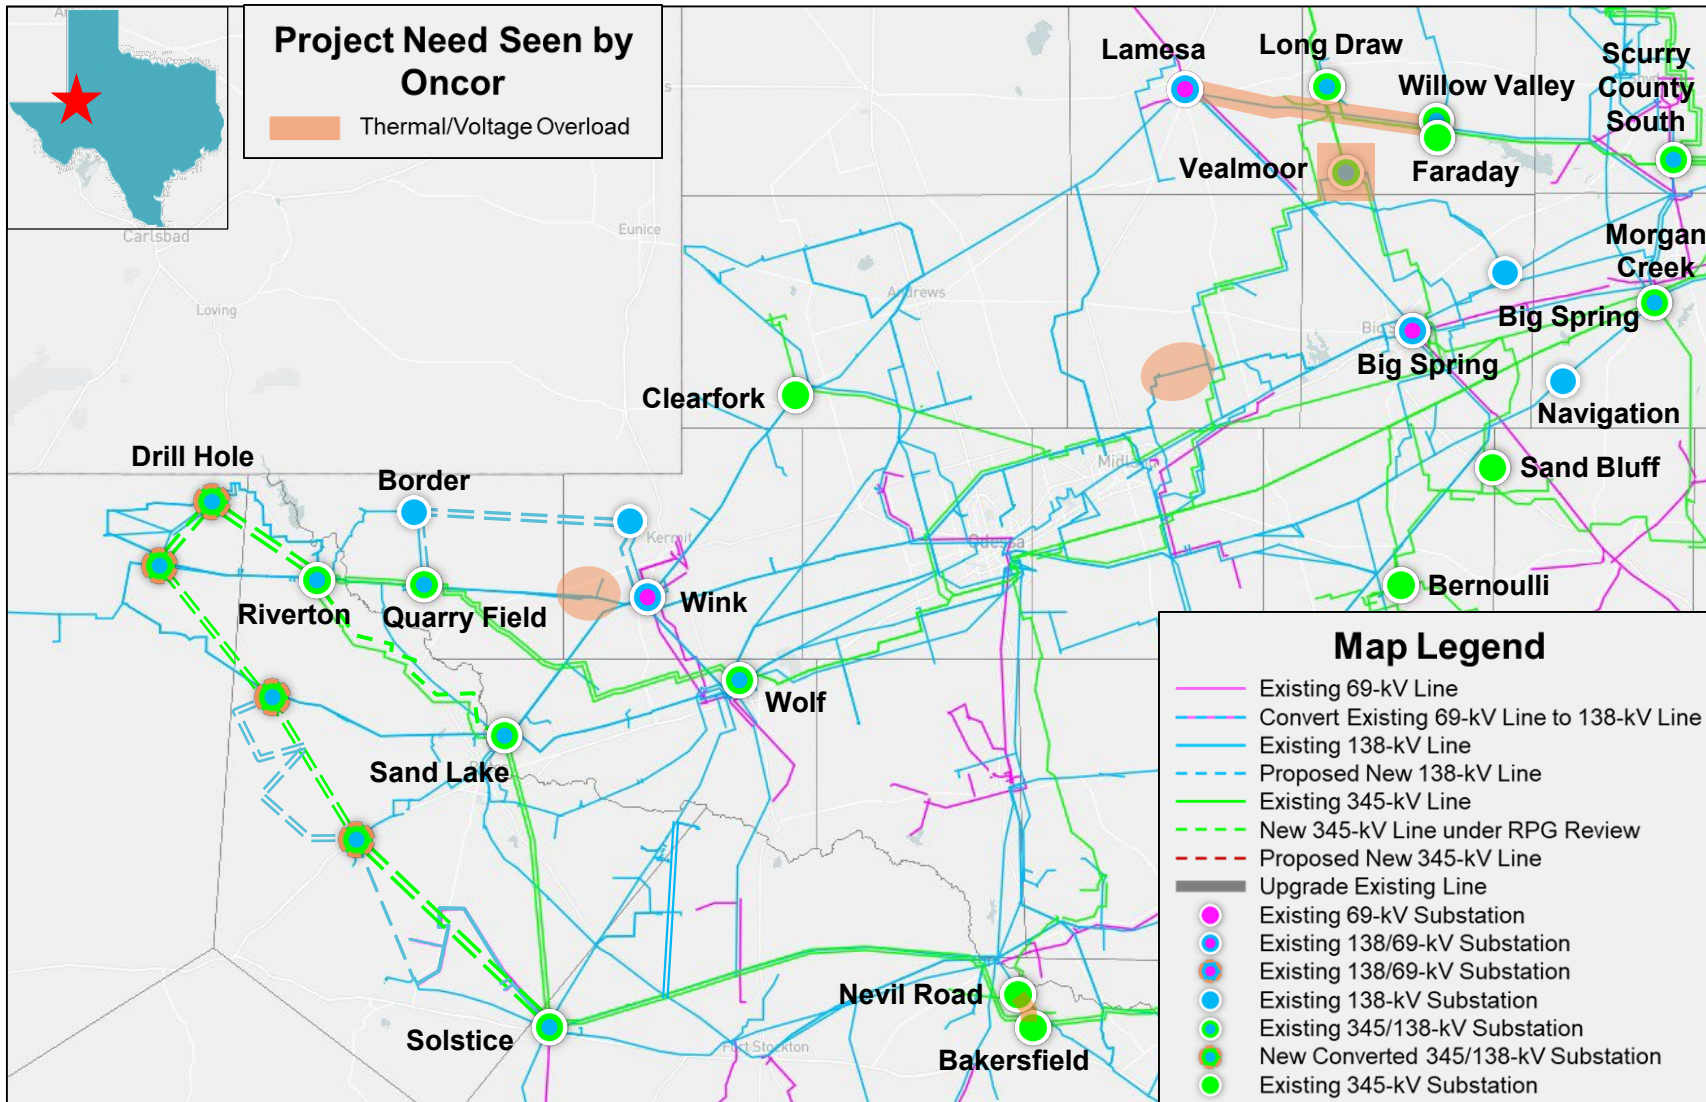 Project Need Seen by
Oncor
Thermal/Voltage Overload
Lamesa
Long Draw
Willow Valley
Scurry
County
South
Vealmoor
Faraday
Carlsbad
Eunice
Loving
Andrews
Morgan
Creek
Big Spring
Big Spring
Clearfork
Navigation
Drill Hole
Border
Midland
Sand Bluff
Kermit
Odessa
Riverton
Quarry Field
Wink
Bernoulli
Wolf
Sand Lake
Nevil Road
Solstice
Fort Stockton
Bakersfield
Map Legend
Existing 69-kV Line
Convert Existing 69-kV Line to 138-kV Line
Existing 138-kV Line
Proposed New 138-kV Line
Existing 345-kV Line
New 345-kV Line under RPG Review
Proposed New 345-kV Line
Upgrade Existing Line
Existing 69-kV Substation
Existing 138/69-kV Substation
Existing 138/69-kV Substation
Existing 138-kV Substation
Existing 345/138-kV Substation
New Converted 345/138-kV Substation
Existing 345-kV Substation